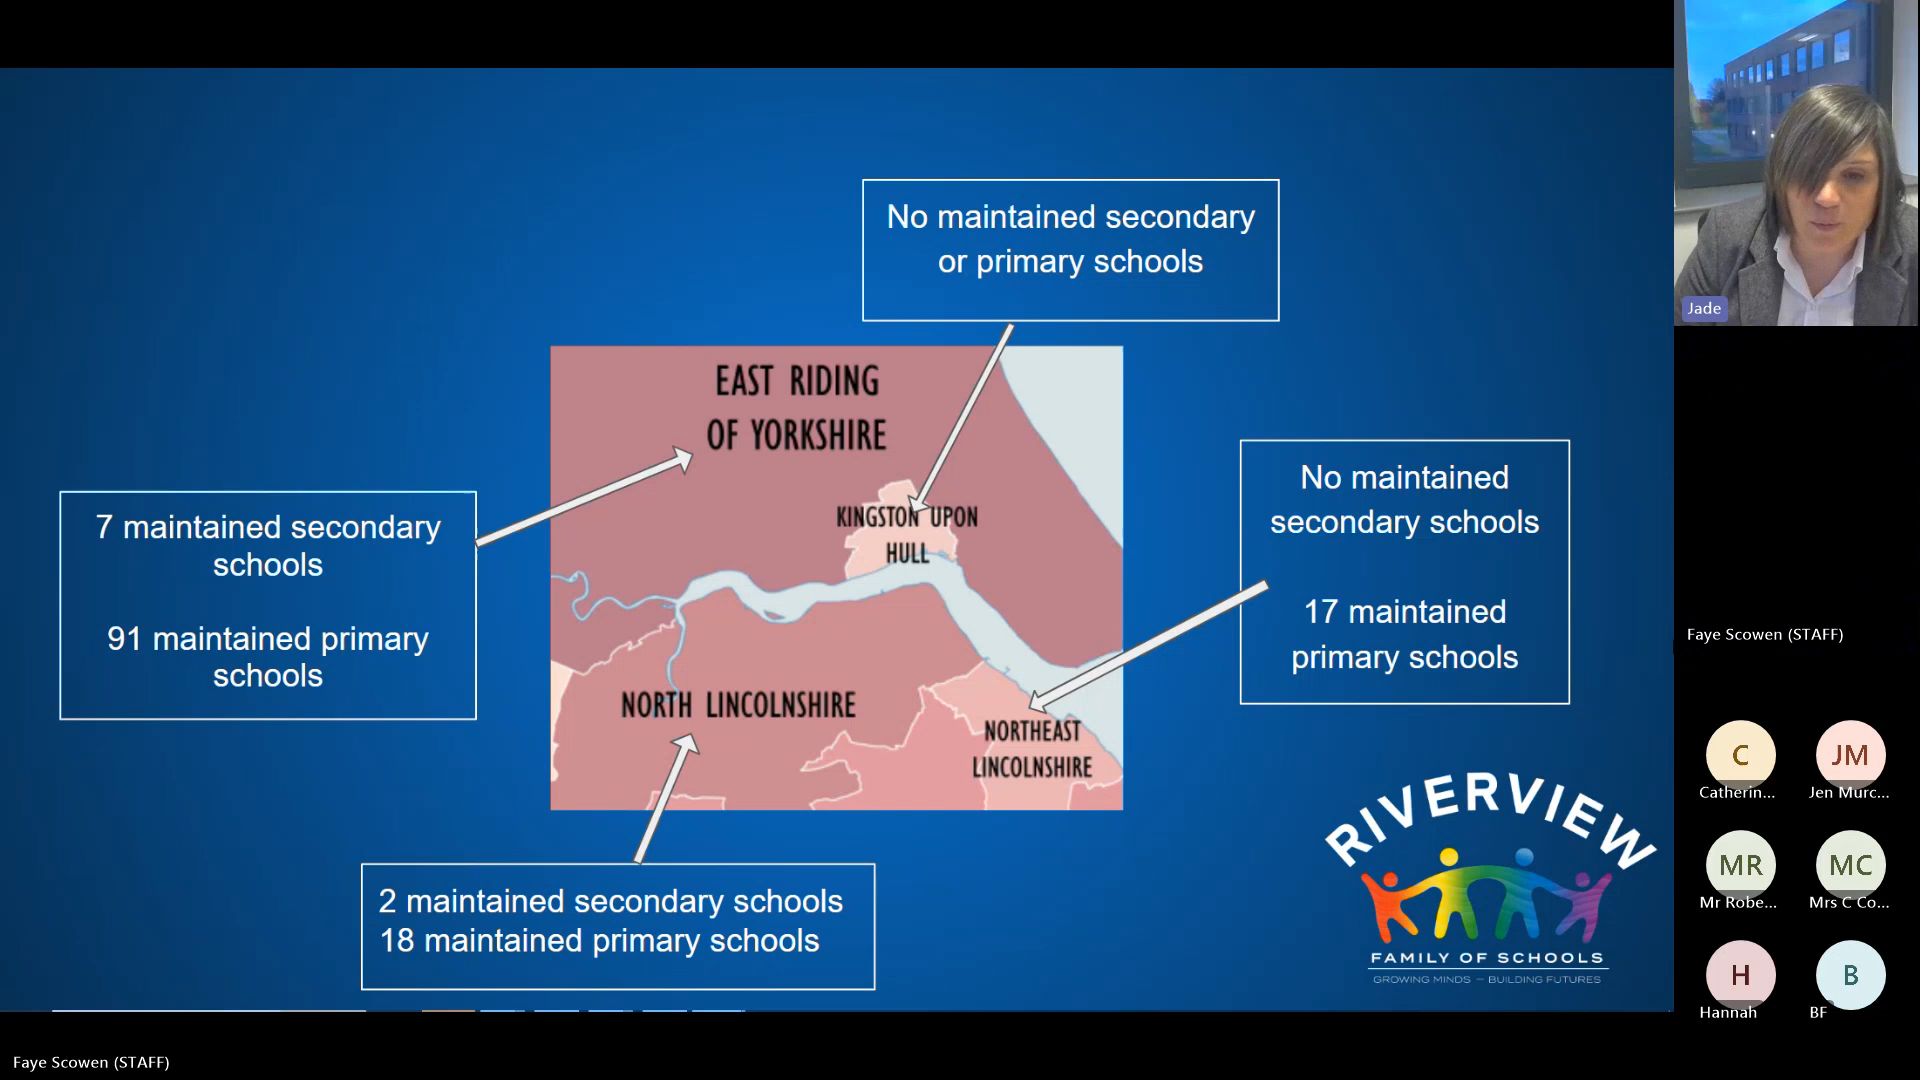 No maintained secondary
or primary schools
EAST RIDING
OF YORKSHIRE
KINGSTON UPON
HULL
7 maintained secondary
schools
91 maintained primary
schools
No maintained
secondary schools
17 maintained
primary schools
NORTH LINCOLNSHIRE
NORTHEAST
LINCOLNSHIRE
2 maintained secondary schools
18 maintained primary schools
RIVERVIEW
FAMILY OF SCHOOLS
GROWING MINDS – BUILDING FUTURES
Jade
Faye Scowen (STAFF)
C
JM
Catherin...
Jen Murc...
MR
MC
Mr Robe...
Mrs C Co...
H
B
Hannah
BF
Faye Scowen (STAFF)